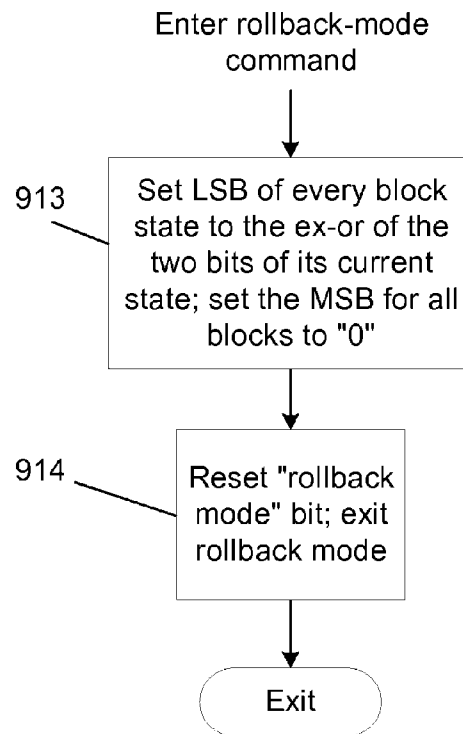 Enter rollback-mode
command
913
Set LSB of every block
state to the ex-or of the
two bits of its current
state; set the MSB for all
blocks to "0"
914
Reset "rollback
mode" bit; exit
rollback mode
Exit